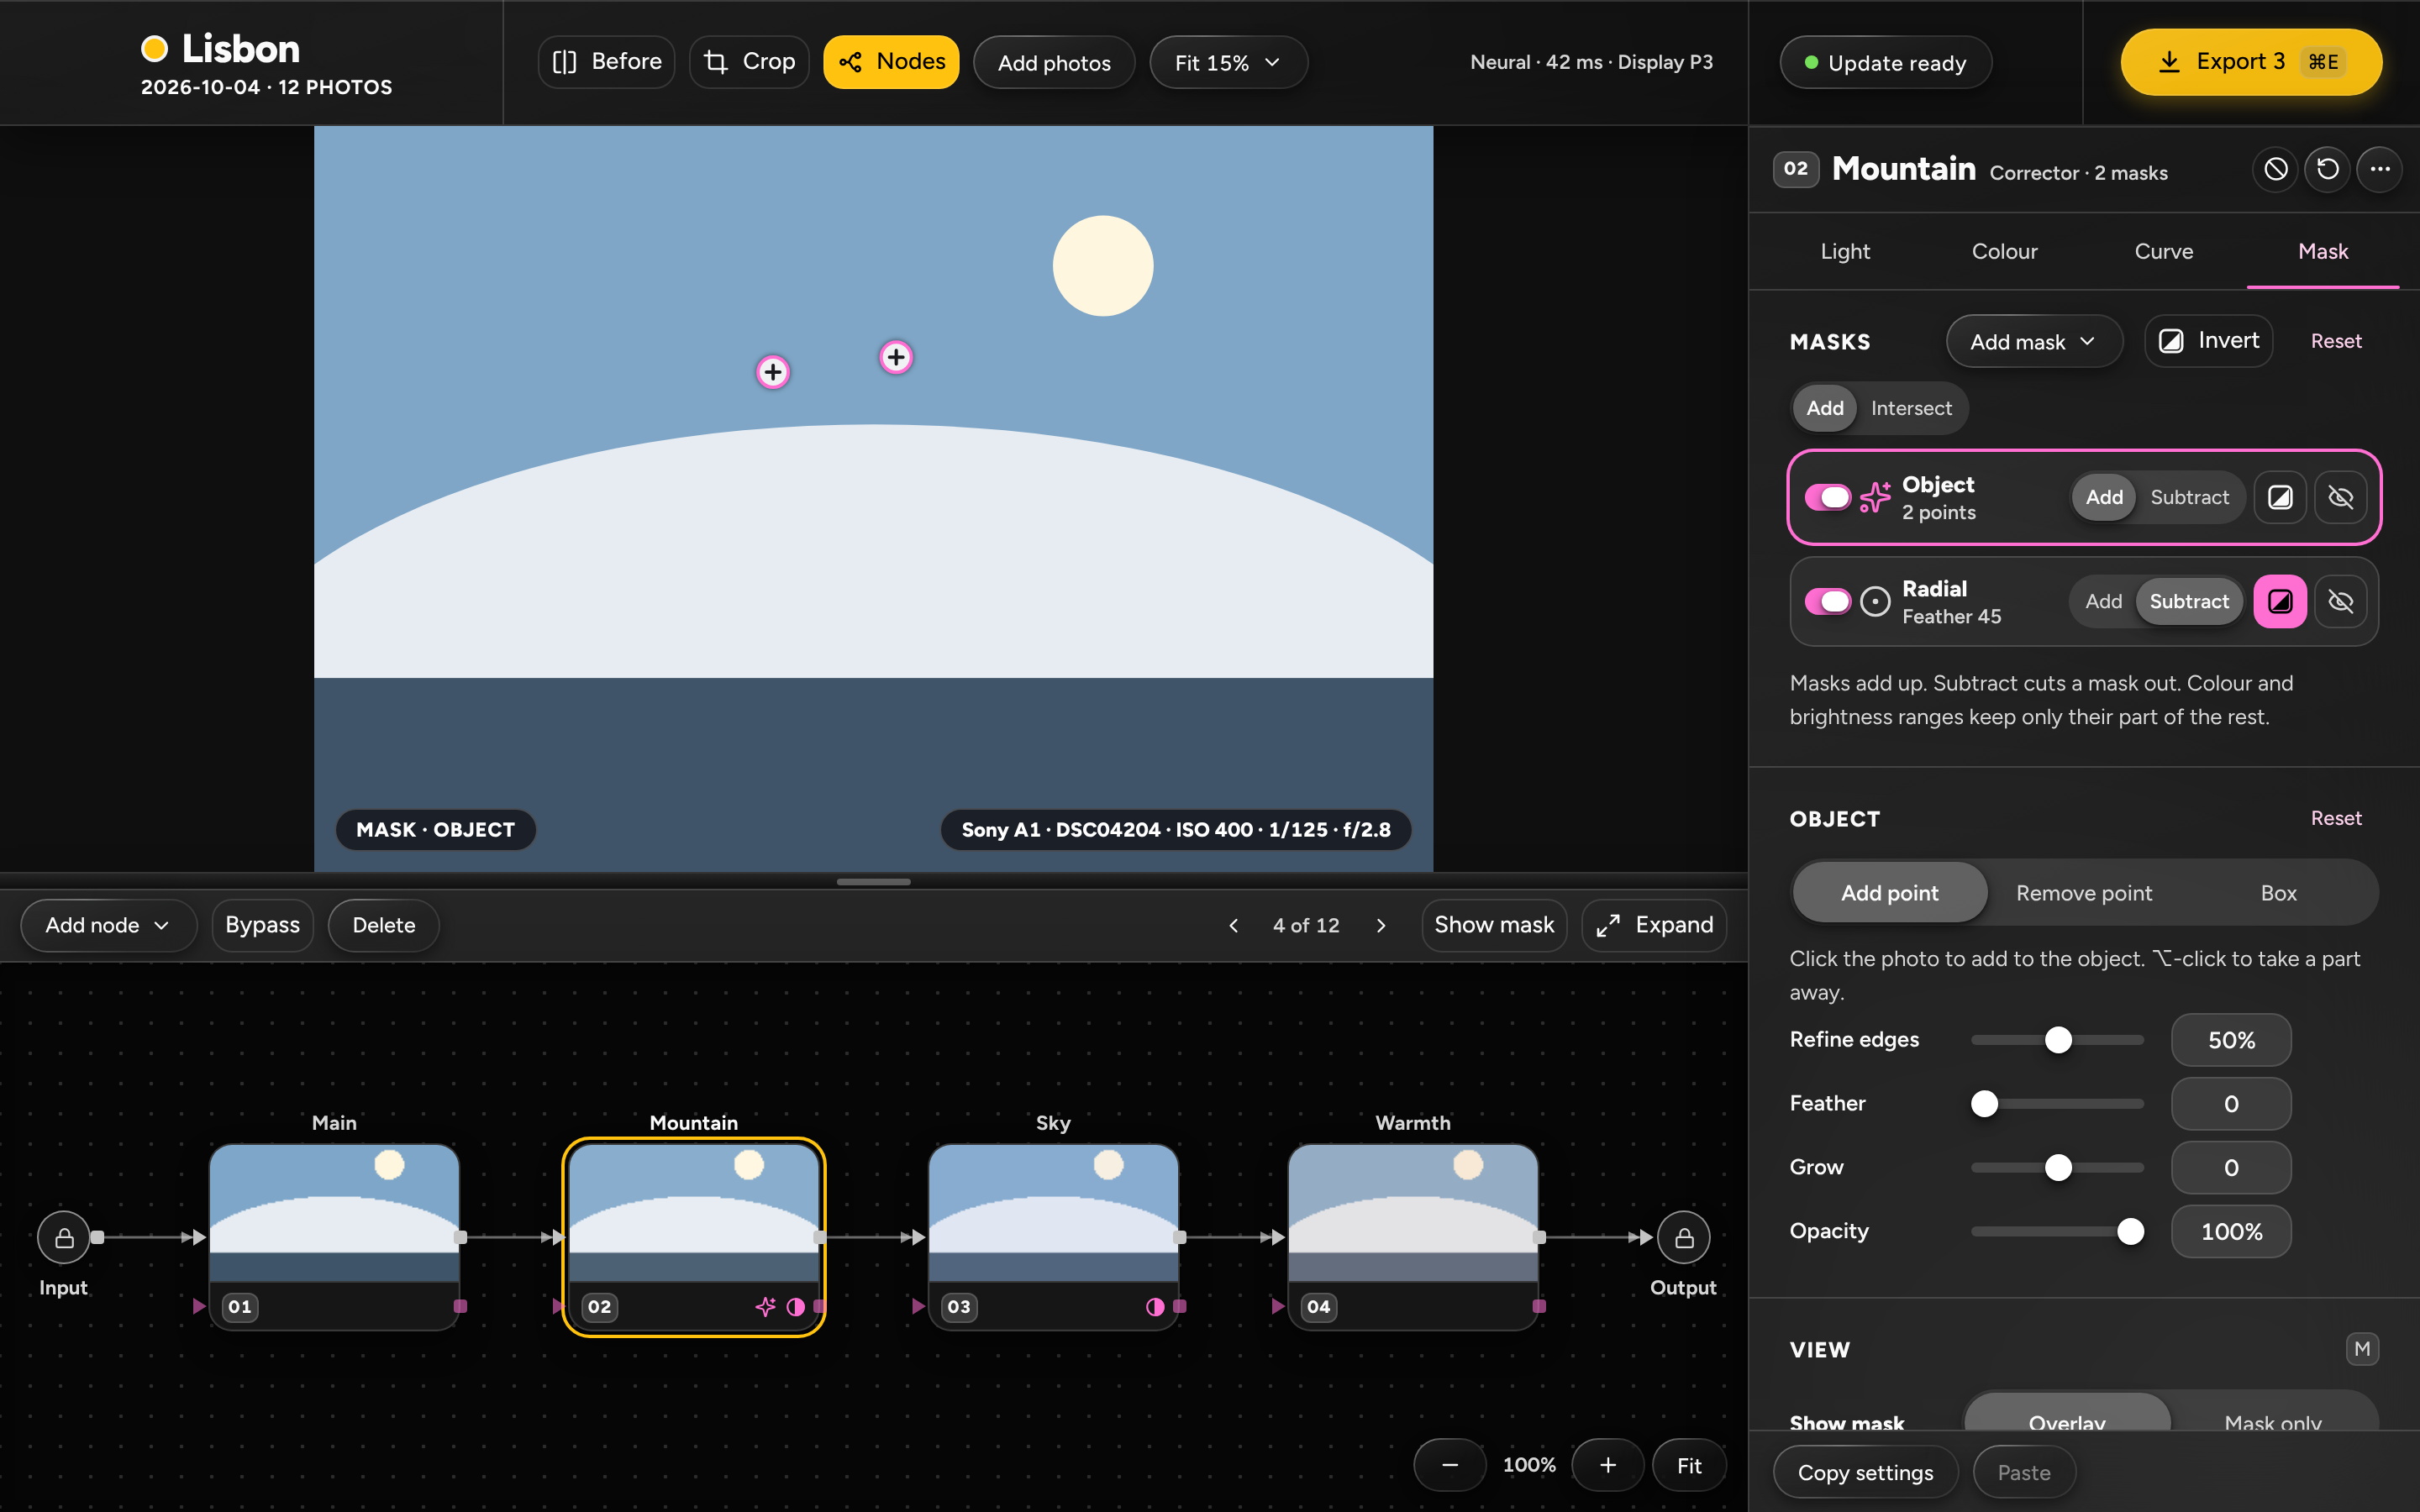 Lisbon
2026-10-04 · 12 PHOTOS
Before
Crop
Nodes
Add photos
Fit 15%
Neural · 42 ms · Display P3
Update ready
Export 3 ⌘E
02 Mountain Corrector · 2 masks
Light
Colour
Curve
Mask
MASKS
Add mask
Invert
Reset
Add
Intersect
Object
2 points
Add
Subtract
Radial
Feather 45
Add
Subtract
Masks add up. Subtract cuts a mask out. Colour and
brightness ranges keep only their part of the rest.
MASK · OBJECT
Sony A1 · DSC04204 · ISO 400 · 1/125 · f/2.8
OBJECT
Reset
Add point
Remove point
Box
Click the photo to add to the object. ⌥-click to take a part
away.
Refine edges
50%
Feather
0
Grow
0
Opacity
100%
VIEW
M
Show mask
Overlay
Mask only
Copy settings
Paste
Add node
Bypass
Delete
4 of 12
Show mask
Expand
Main
Mountain
Sky
Warmth
Input
Output
01
02
03
04
100%
Fit